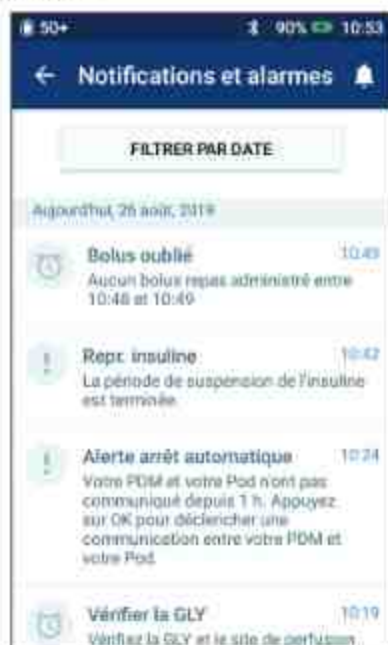 50+ 90% 10:53
Notifications et alarmes
FILTRER PAR DATE
Aujourd'hui, 26 août, 2019
Bolus oublié 10:49
Aucun bolus repas administré entre
10:48 et 10:49
Repr. insuline 10:42
La période de suspension de l'insuline
est terminée.
Alerte arrêt automatique 10:24
Votre PDM et votre Pod n'ont pas
communiqué depuis 1 h. Appuyez
sur OK pour déclencher une
communication entre votre PDM et
votre Pod.
Vérifier la GLY 10:19
Vérifiez la GLY et le site de perfusion